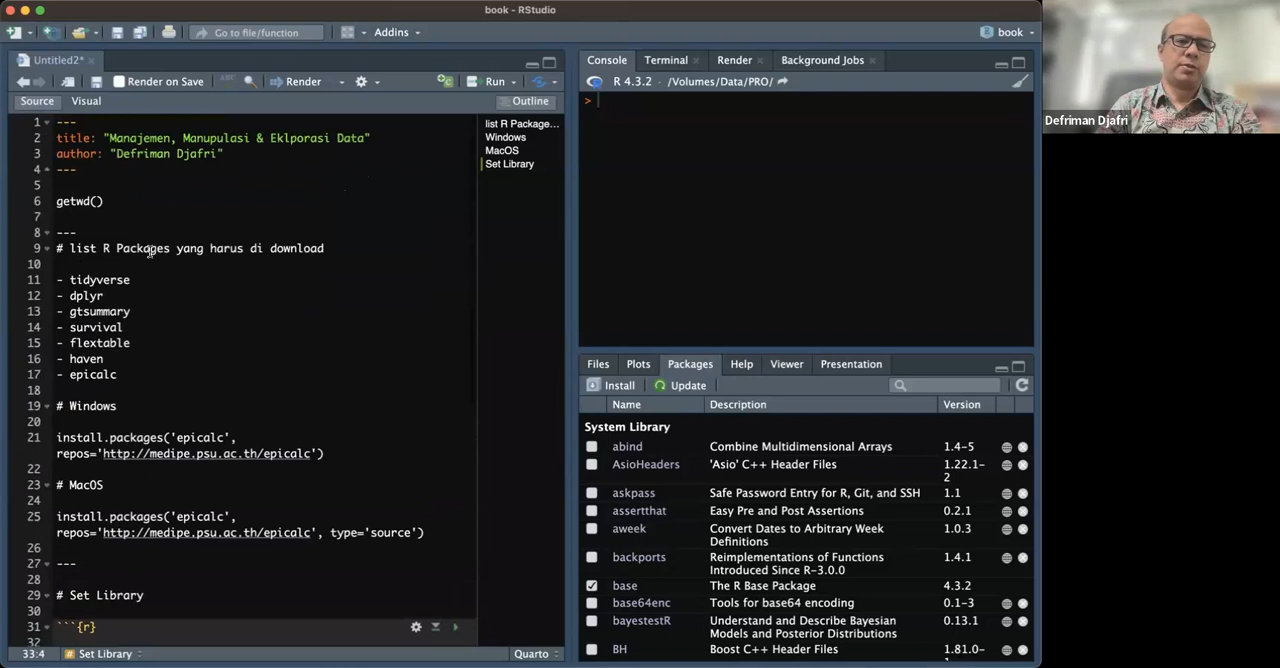 book - RStudio
Go to file/function
Addins
book
Untitled2*
Render on Save
ABC
Render
Run
Source
Visual
Outline
1 ---
2 title: "Manajemen, Manupulasi & Eklporasi Data"
3 author: "Defriman Djafri"
4 ---
5
6 getwd()
7
8 ---
9 # list R Packages yang harus di download
10
11 - tidyverse
12 - dplyr
13 - gtsummary
14 - survival
15 - flextable
16 - haven
17 - epicalc
18
19 # Windows
20
21 install.packages('epicalc',
repos='http://medipe.psu.ac.th/epicalc')
22
23 # MacOS
24
25 install.packages('epicalc',
repos='http://medipe.psu.ac.th/epicalc', type='source')
26
27 ---
28
29 # Set Library
30
31 ```{r}
32
list R Package...
Windows
MacOS
Set Library
33:4
# Set Library
Quarto
Console
Terminal
Render
Background Jobs
R 4.3.2 · /Volumes/Data/PRO/
>
Files
Plots
Packages
Help
Viewer
Presentation
Install
Update
Name Description Version
System Library
abind Combine Multidimensional Arrays 1.4-5
AsioHeaders 'Asio' C++ Header Files 1.22.1-
2
askpass Safe Password Entry for R, Git, and SSH 1.1
assertthat Easy Pre and Post Assertions 0.2.1
aweek Convert Dates to Arbitrary Week 1.0.3
Definitions
backports Reimplementations of Functions 1.4.1
Introduced Since R-3.0.0
base The R Base Package 4.3.2
base64enc Tools for base64 encoding 0.1-3
bayestestR Understand and Describe Bayesian 0.13.1
Models and Posterior Distributions
BH Boost C++ Header Files 1.81.0-
Defriman Djafri